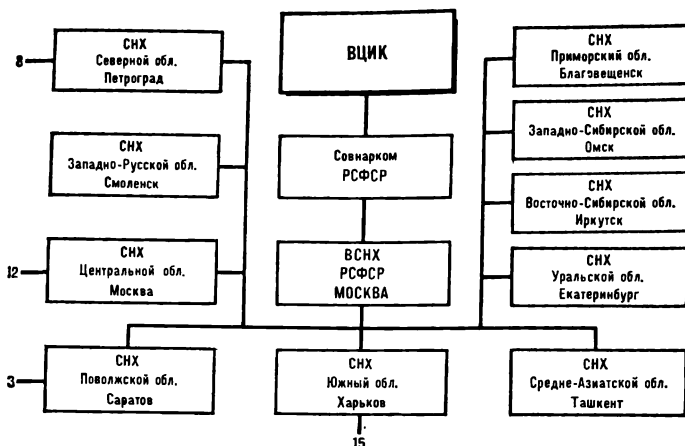 ВЦИК
Совнарком
РСФСР
ВСНХ
РСФСР
МОСКВА
8
СНХ
Северной обл.
Петроград
СНХ
Западно-Русской обл.
Смоленск
12
СНХ
Центральной обл.
Москва
СНХ
Приморский обл.
Благовещенск
СНХ
Западно-Сибирской обл.
Омск
СНХ
Восточно-Сибирской обл.
Иркутск
СНХ
Уральской обл.
Екатеринбург
3
СНХ
Поволжской обл.
Саратов
СНХ
Южный обл.
Харьков
15
СНХ
Средне-Азиатской обл.
Ташкент